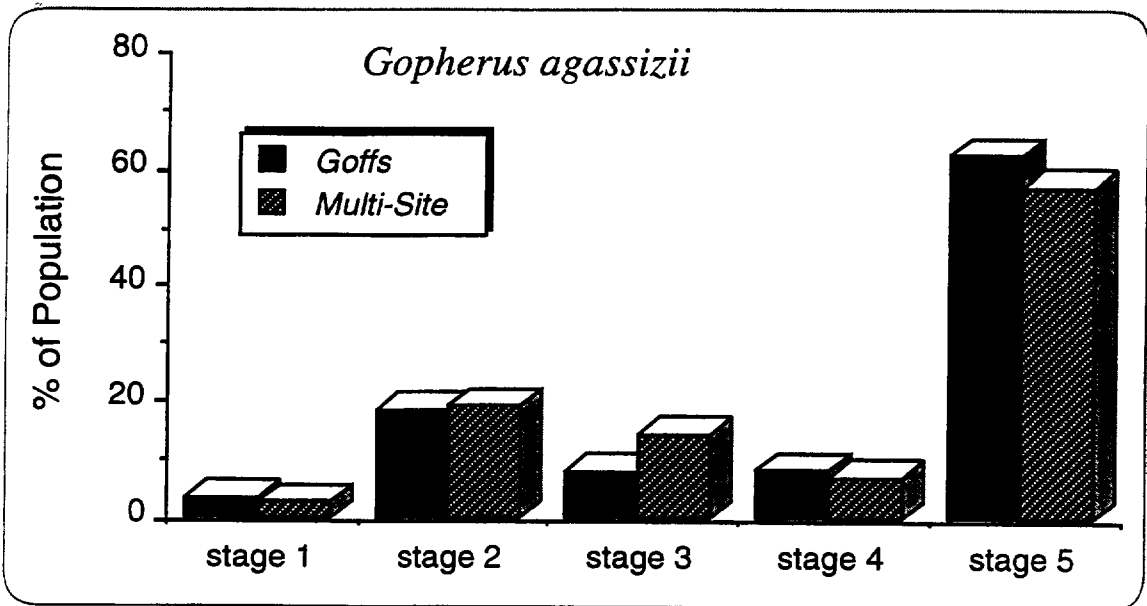 Gopherus agassizii
80
60
40
20
0
% of Population
Goffs
Multi-Site
stage 1
stage 2
stage 3
stage 4
stage 5